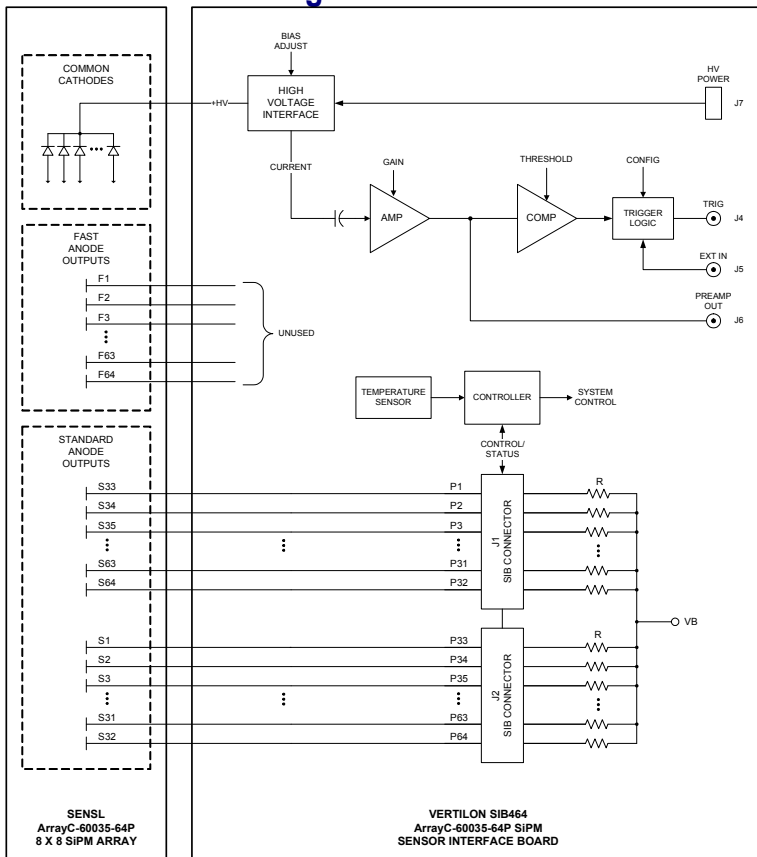 COMMON
CATHODES
BIAS
ADJUST
HIGH
VOLTAGE
INTERFACE
+HV
HV
POWER
J7
CURRENT
GAIN
AMP
THRESHOLD
COMP
CONFIG
TRIGGER
LOGIC
TRIG
J4
EXT IN
J5
PREAMP
OUT
J6
FAST
ANODE
OUTPUTS
F1
F2
F3
F63
F64
UNUSED
TEMPERATURE
SENSOR
CONTROLLER
SYSTEM
CONTROL
CONTROL/
STATUS
STANDARD
ANODE
OUTPUTS
S33
S34
S35
S63
S64
P1
P2
P3
P31
P32
J1
SIB CONNECTOR
R
VB
S1
S2
S3
S31
S32
P33
P34
P35
P63
P64
J2
SIB CONNECTOR
R
SENSL
ArrayC-60035-64P
8 X 8 SiPM ARRAY
VERTILON SIB464
ArrayC-60035-64P SiPM
SENSOR INTERFACE BOARD